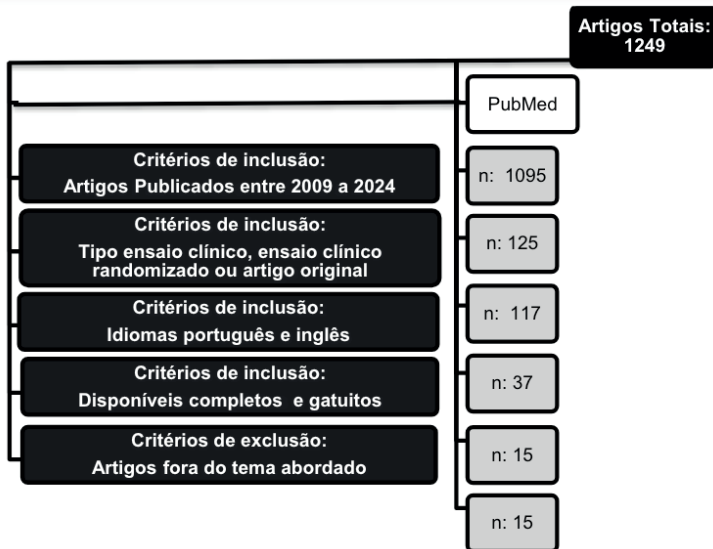 Artigos Totais:
1249
PubMed
Critérios de inclusão:
Artigos Publicados entre 2009 a 2024
n: 1095
Critérios de inclusão:
Tipo ensaio clínico, ensaio clínico
randomizado ou artigo original
n: 125
Critérios de inclusão:
Idiomas português e inglês
n: 117
Critérios de inclusão:
Disponíveis completos e gatuitos
n: 37
Critérios de exclusão:
Artigos fora do tema abordado
n: 15
n: 15